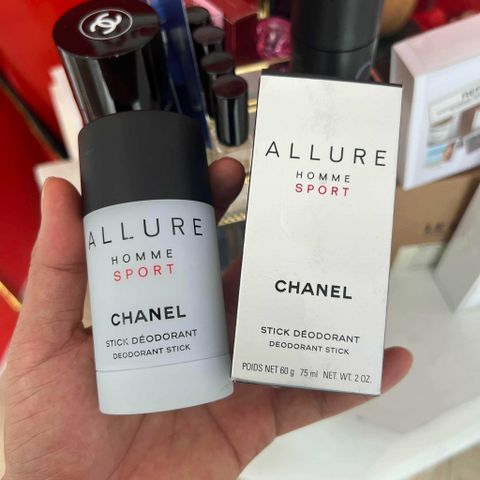 ALLURE
HOMME
SPORT
CHANEL
STICK DÉODORANT
DEODORANT STICK
ALLURE
HOMME
SPORT
CHANEL
STICK DÉODORANT
DEODORANT STICK
POIDS NET 60 g 75 ml NET. WT. 2 OZ.